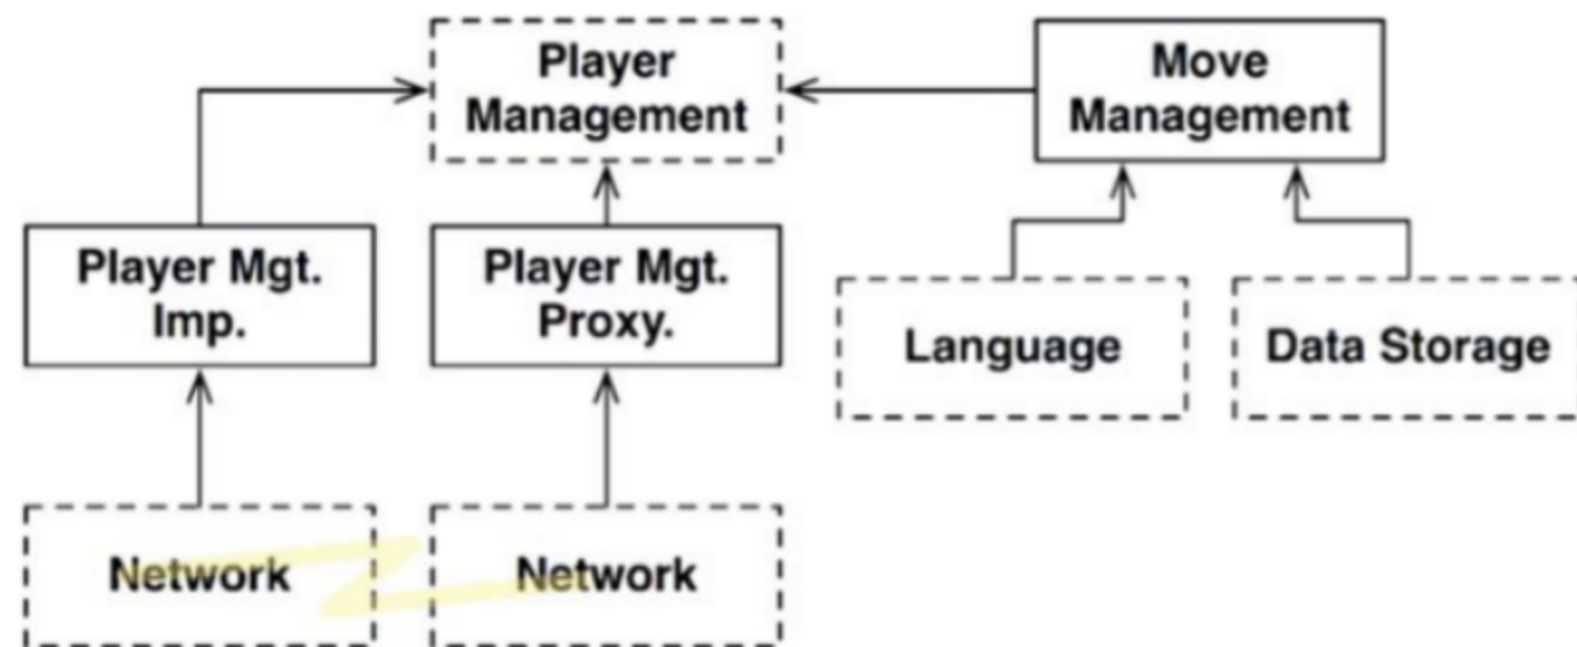 Player
Management
Move
Management
Player Mgt.
Imp.
Player Mgt.
Proxy.
Language
Data Storage
Network
Network